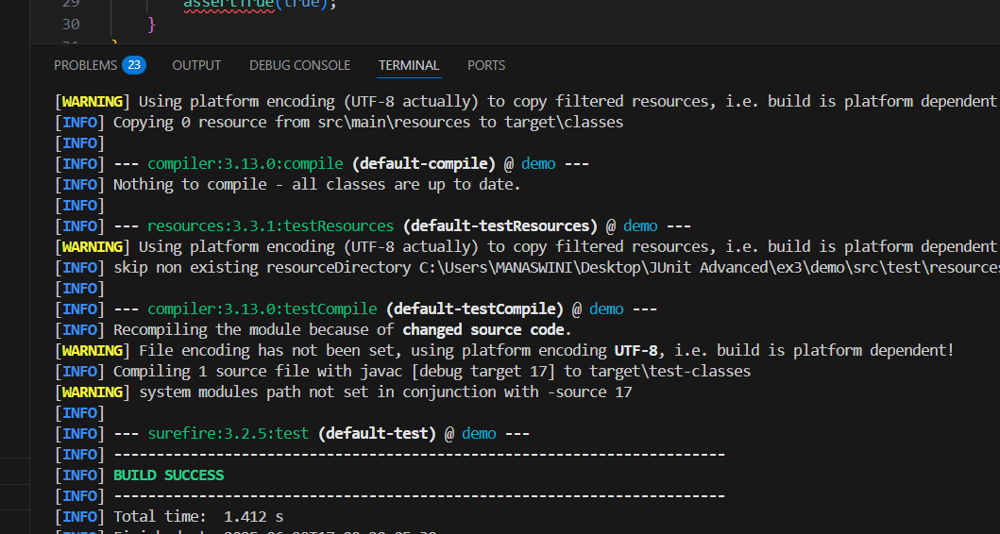 29 assertTrue(true);
30 }
PROBLEMS 23 OUTPUT DEBUG CONSOLE TERMINAL PORTS
[WARNING] Using platform encoding (UTF-8 actually) to copy filtered resources, i.e. build is platform dependent
[INFO] Copying 0 resource from src\main\resources to target\classes
[INFO]
[INFO] --- compiler:3.13.0:compile (default-compile) @ demo ---
[INFO] Nothing to compile - all classes are up to date.
[INFO]
[INFO] --- resources:3.3.1:testResources (default-testResources) @ demo ---
[WARNING] Using platform encoding (UTF-8 actually) to copy filtered resources, i.e. build is platform dependent
[INFO] skip non existing resourceDirectory C:\Users\MANASWINI\Desktop\JUnit Advanced\ex3\demo\src\test\resources
[INFO]
[INFO] --- compiler:3.13.0:testCompile (default-testCompile) @ demo ---
[INFO] Recompiling the module because of changed source code.
[WARNING] File encoding has not been set, using platform encoding UTF-8, i.e. build is platform dependent!
[INFO] Compiling 1 source file with javac [debug target 17] to target\test-classes
[WARNING] system modules path not set in conjunction with -source 17
[INFO]
[INFO] --- surefire:3.2.5:test (default-test) @ demo ---
[INFO] ------------------------------------------------------------------------
[INFO] BUILD SUCCESS
[INFO] ------------------------------------------------------------------------
[INFO] Total time:  1.412 s
[INFO]